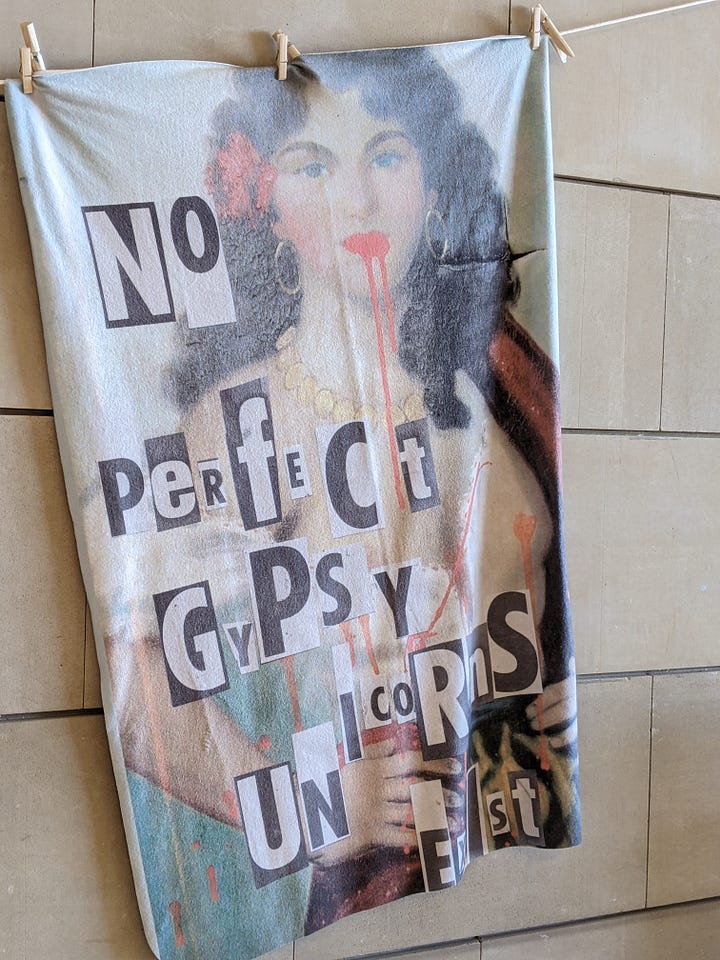 No
PeRfECt
GyPSY
UNICORnS
ExIst